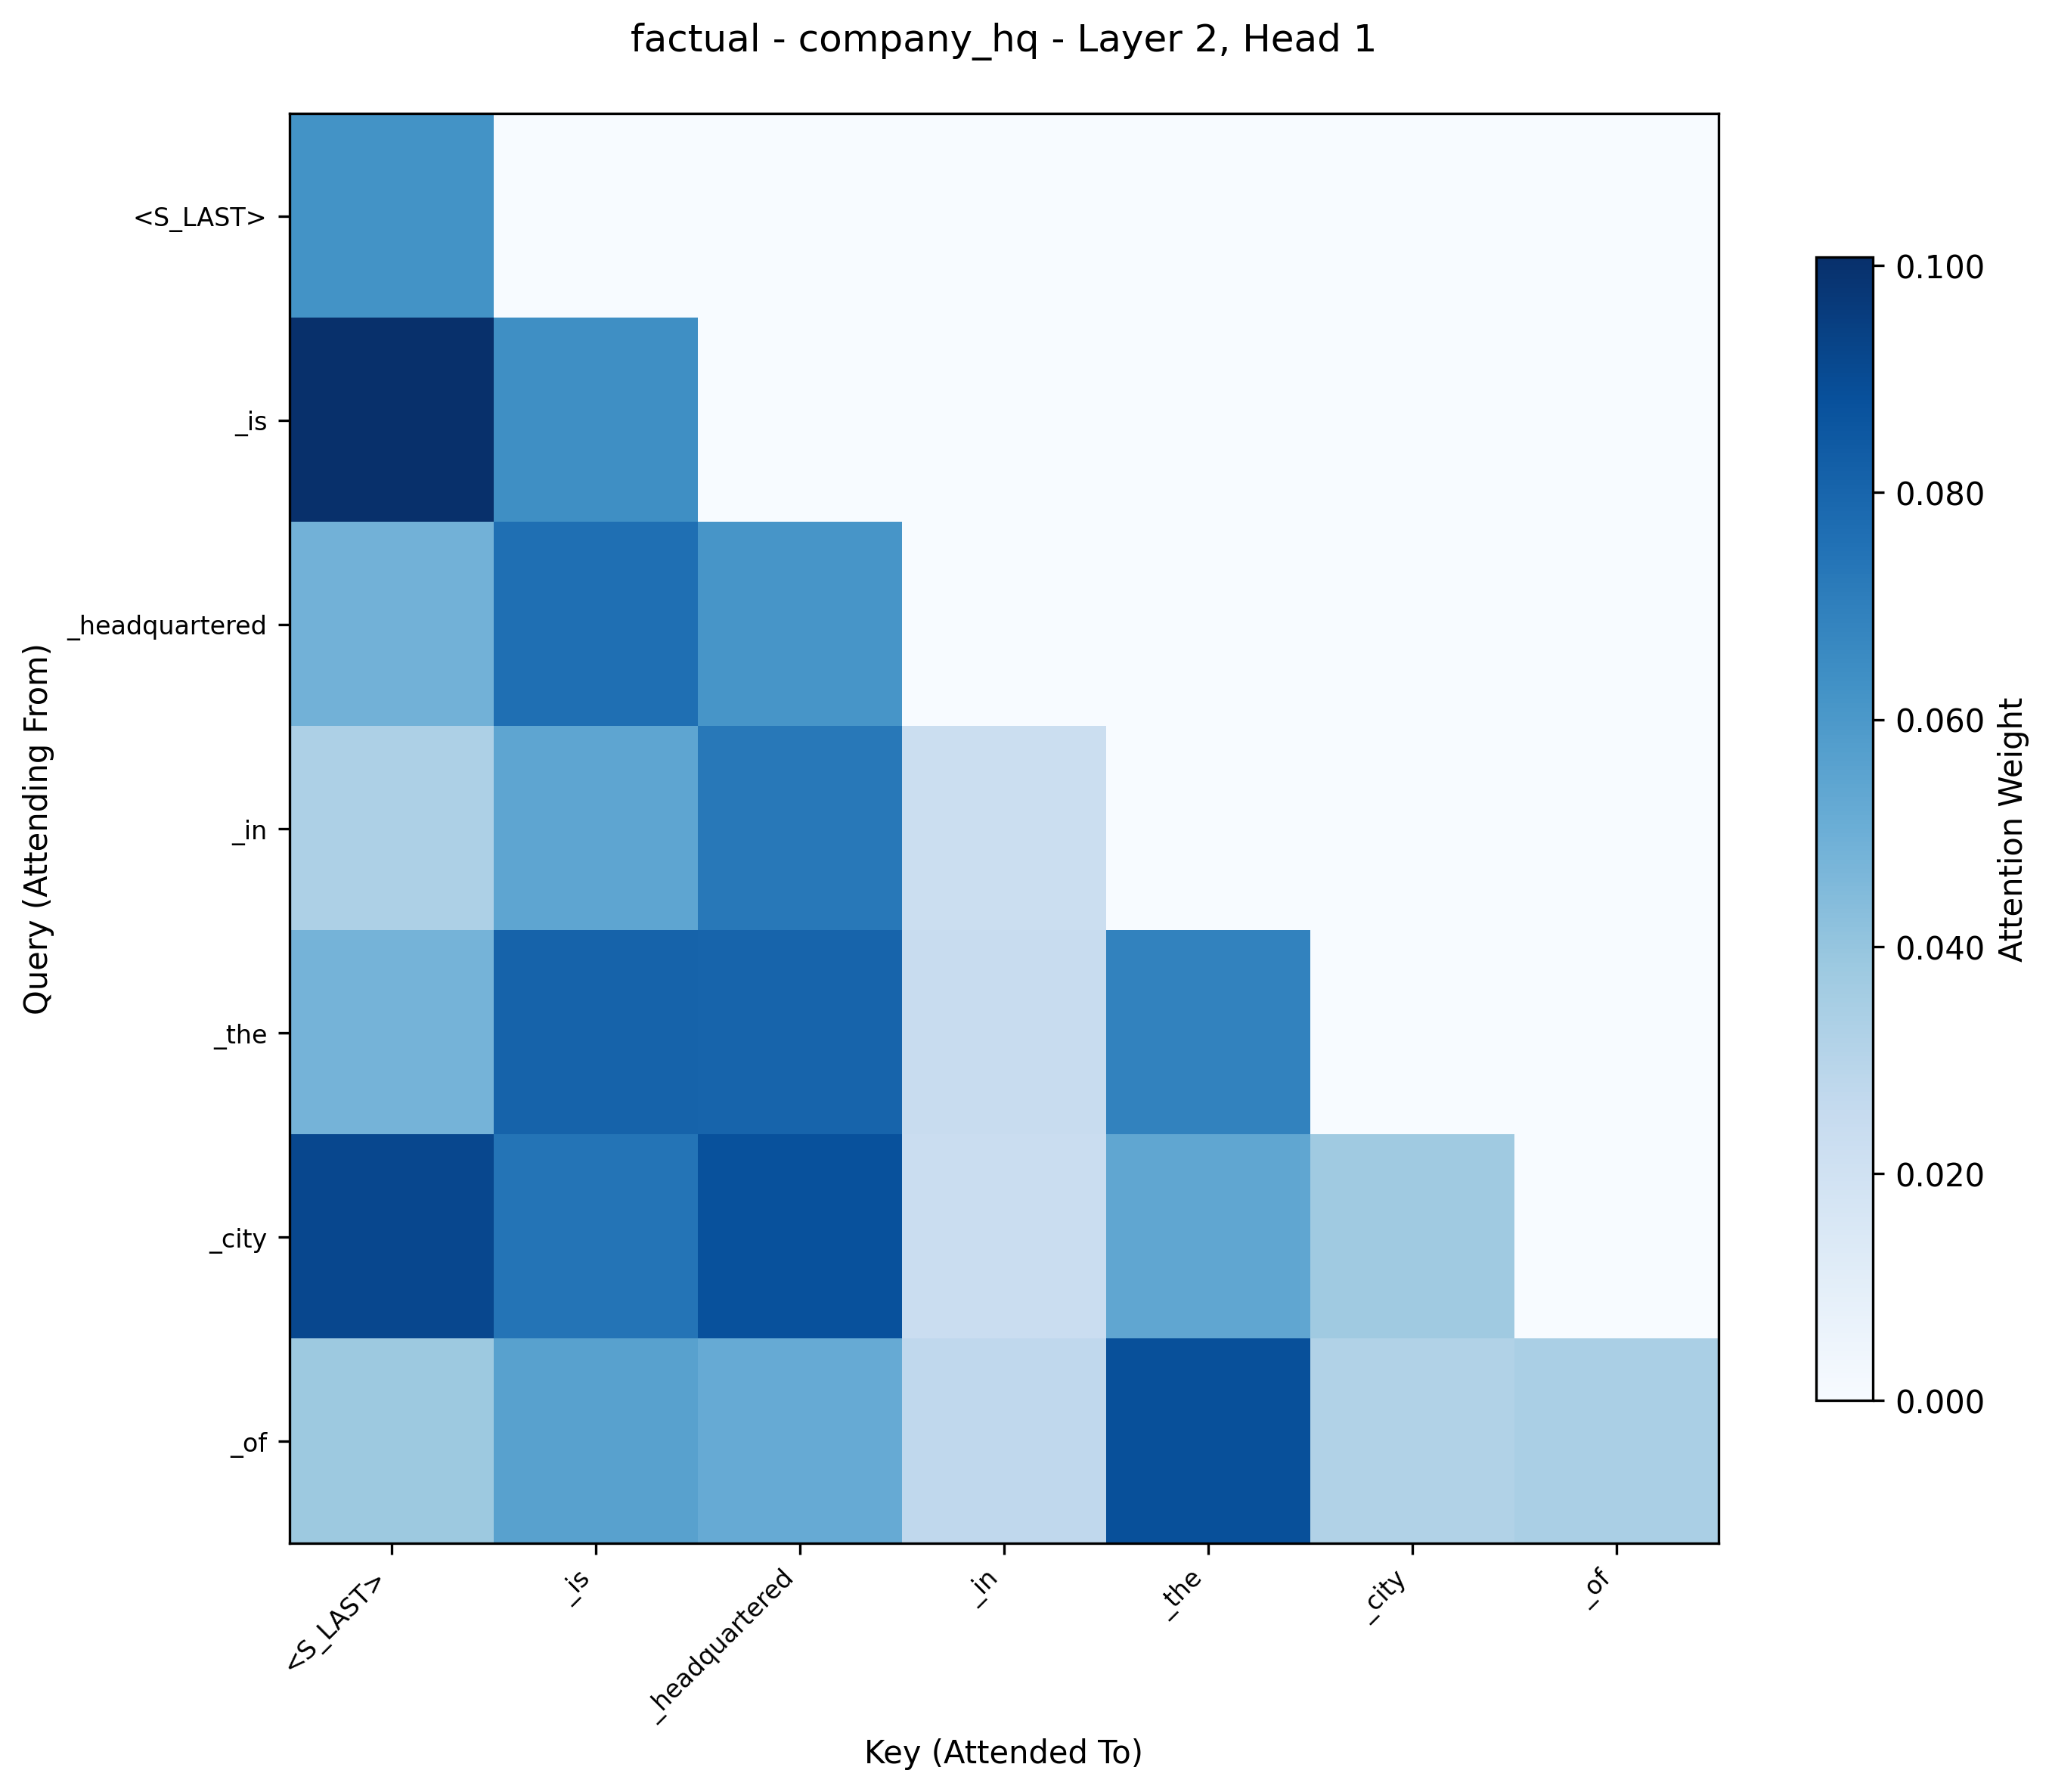 factual - company_hq - Layer 2, Head 1
Query (Attending From)
<S_LAST>
_is
_headquartered
_in
_the
_city
_of
<S_LAST>
_is
_headquartered
_in
_the
_city
_of
Key (Attended To)
0.100
0.080
0.060
0.040
0.020
0.000
Attention Weight